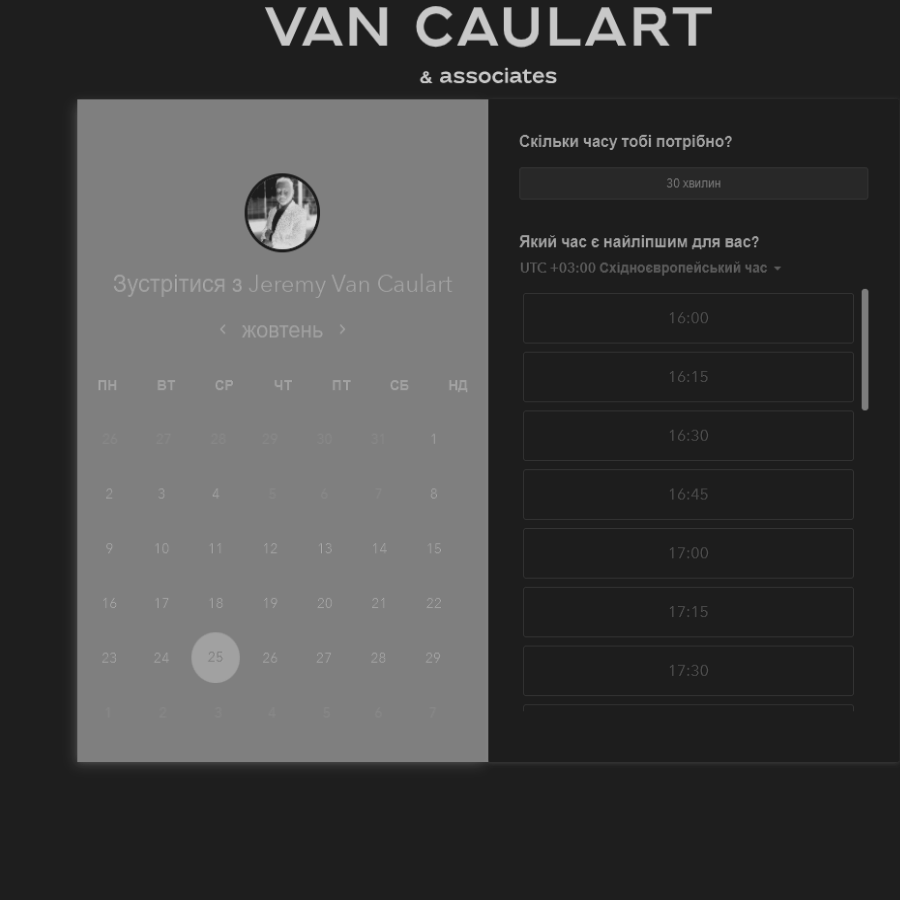 VAN CAULART
& associates
Зустрітися з Jeremy Van Caulart
жовтень
ПН ВТ СР ЧТ ПТ СБ НД
26 27 28 29 30 31 1
2 3 4 5 6 7 8
9 10 11 12 13 14 15
16 17 18 19 20 21 22
23 24 25 26 27 28 29
1 2 3 4 5 6 7
Скільки часу тобі потрібно?
30 хвилин
Який час є найліпшим для вас?
UTC +03:00 Східноєвропейський час
16:00
16:15
16:30
16:45
17:00
17:15
17:30